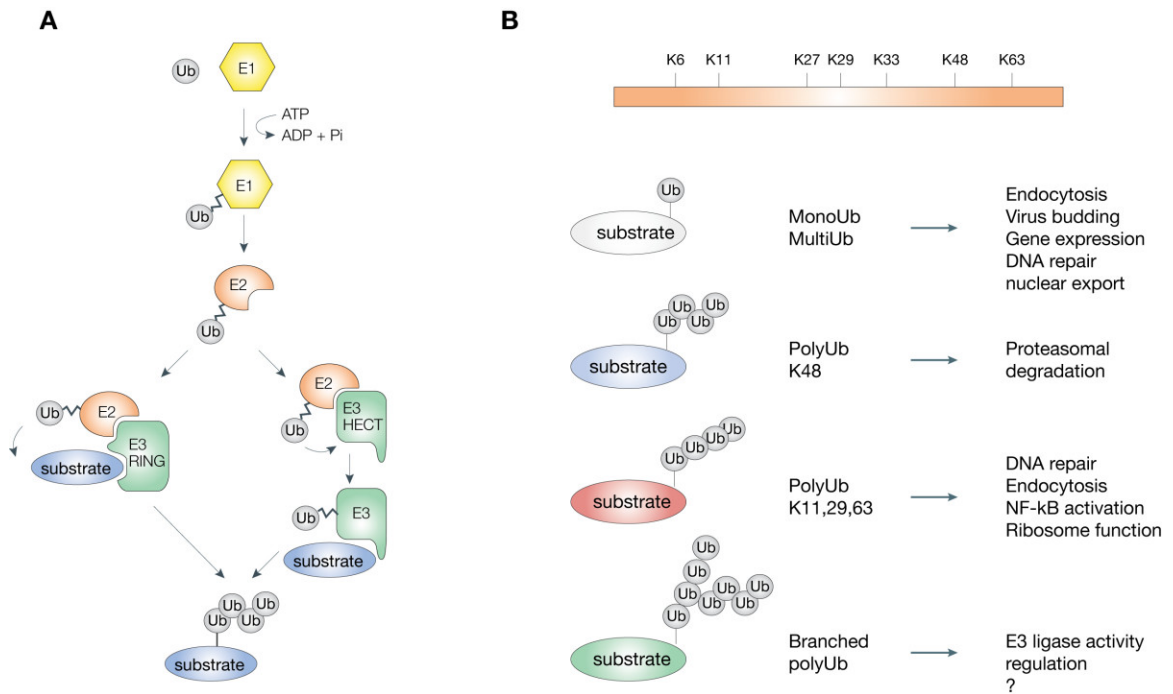 A
Ub
E1
ATP
ADP + Pi
E1
Ub
E2
Ub
Ub
E2
E3
RING
substrate
E2
E3
HECT
Ub
Ub
E3
substrate
Ub
Ub
Ub
Ub
substrate
B
K6 K11 K27 K29 K33 K48 K63
Ub
substrate
MonoUb
MultiUb
Endocytosis
Virus budding
Gene expression
DNA repair
nuclear export
Ub
Ub
Ub
Ub
substrate
PolyUb
K48
Proteasomal
degradation
Ub
Ub
Ub
Ub
substrate
PolyUb
K11,29,63
DNA repair
Endocytosis
NF-kB activation
Ribosome function
Ub
Ub
Ub
Ub
Ub
Ub
Ub
Ub
substrate
Branched
polyUb
E3 ligase activity
regulation
?